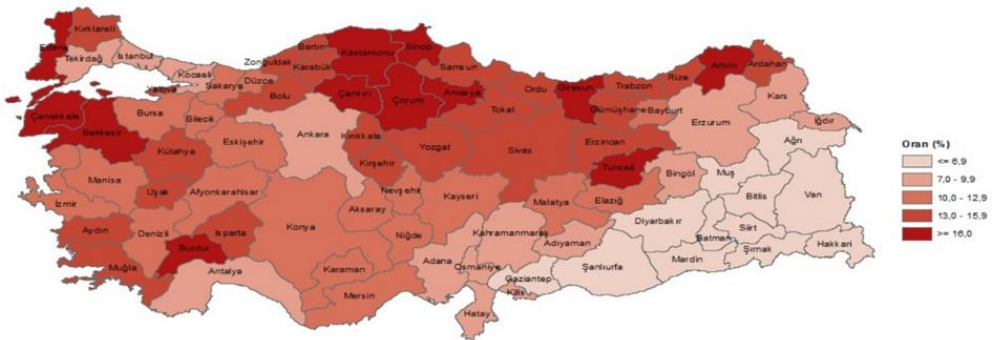 Kırklareli
Edirne
Tekirdağ
İstanbul
Kocaeli
Yalova
Sakarya
Düzce
Zonguldak
Bartın
Karabük
Kastamonu
Sinop
Samsun
Bolu
Çankırı
Çorum
Amasya
Ordu
Giresun
Trabzon
Rize
Artvin
Ardahan
Kars
Iğdır
Çanakkale
Balıkesir
Bursa
Bilecik
Eskişehir
Ankara
Kırıkkale
Yozgat
Tokat
Sivas
Gümüşhane
Bayburt
Erzincan
Erzurum
Ağrı
Kütahya
Kırşehir
Tunceli
Bingöl
Muş
Manisa
Uşak
Afyonkarahisar
Nevşehir
Kayseri
Malatya
Elazığ
Bitlis
Van
İzmir
Aksaray
Diyarbakır
Aydın
Denizli
Isparta
Konya
Niğde
Kahramanmaraş
Adıyaman
Batman
Siirt
Şırnak
Hakkari
Burdur
Muğla
Antalya
Karaman
Mersin
Adana
Osmaniye
Gaziantep
Şanlıurfa
Mardin
Kilis
Hatay
Oran (%)
<= 6,9
7,0 - 9,9
10,0 - 12,9
13,0 - 15,9
>= 16,0